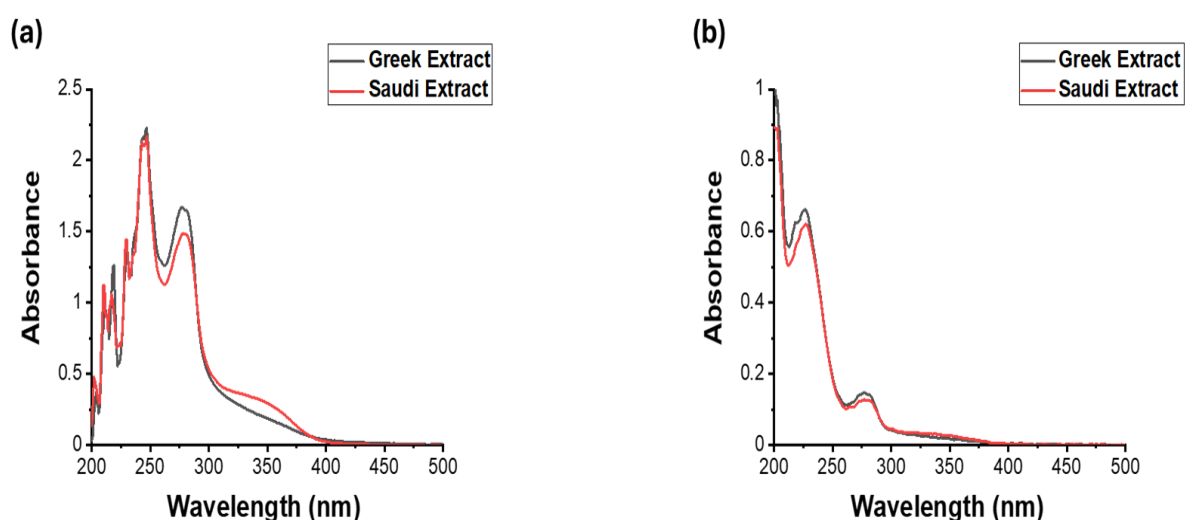 (a)
Greek Extract
Saudi Extract
2.5
2
1.5
1
0.5
0
200 250 300 350 400 450 500
Absorbance
Wavelength (nm)
(b)
Greek Extract
Saudi Extract
1
0.8
0.6
0.4
0.2
0
200 250 300 350 400 450 500
Absorbance
Wavelength (nm)